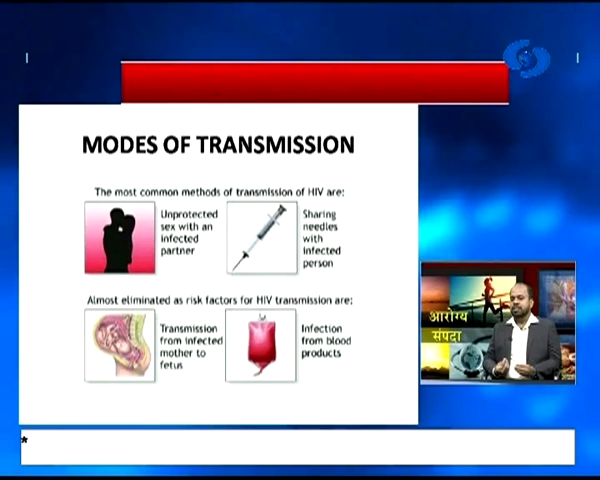 MODES OF TRANSMISSION
The most common methods of transmission of HIV are:
Unprotected
sex with an
infected
partner
Sharing
needles
with
infected
person
Almost eliminated as risk factors for HIV transmission are:
Transmission
from infected
mother to
fetus
Infection
from blood
products
आरोग्य
संपदा
*